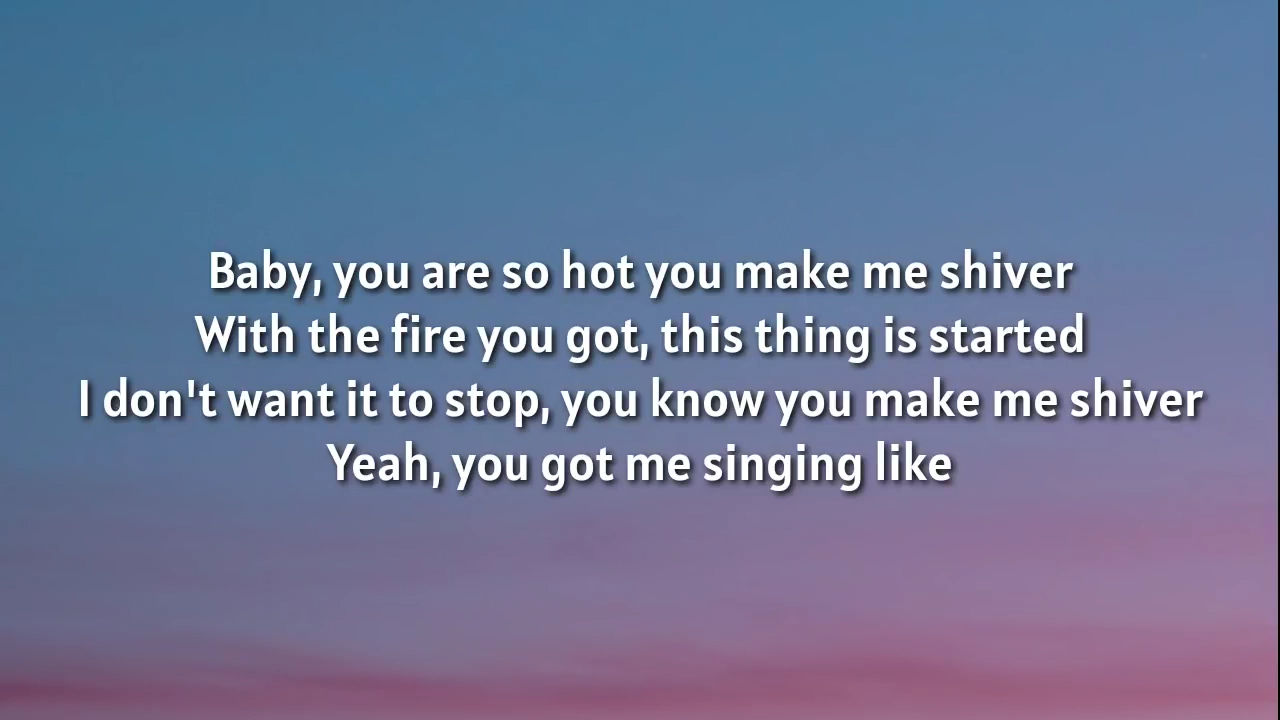 Baby, you are so hot you make me shiver
With the fire you got, this thing is started
I don't want it to stop, you know you make me shiver
Yeah, you got me singing like